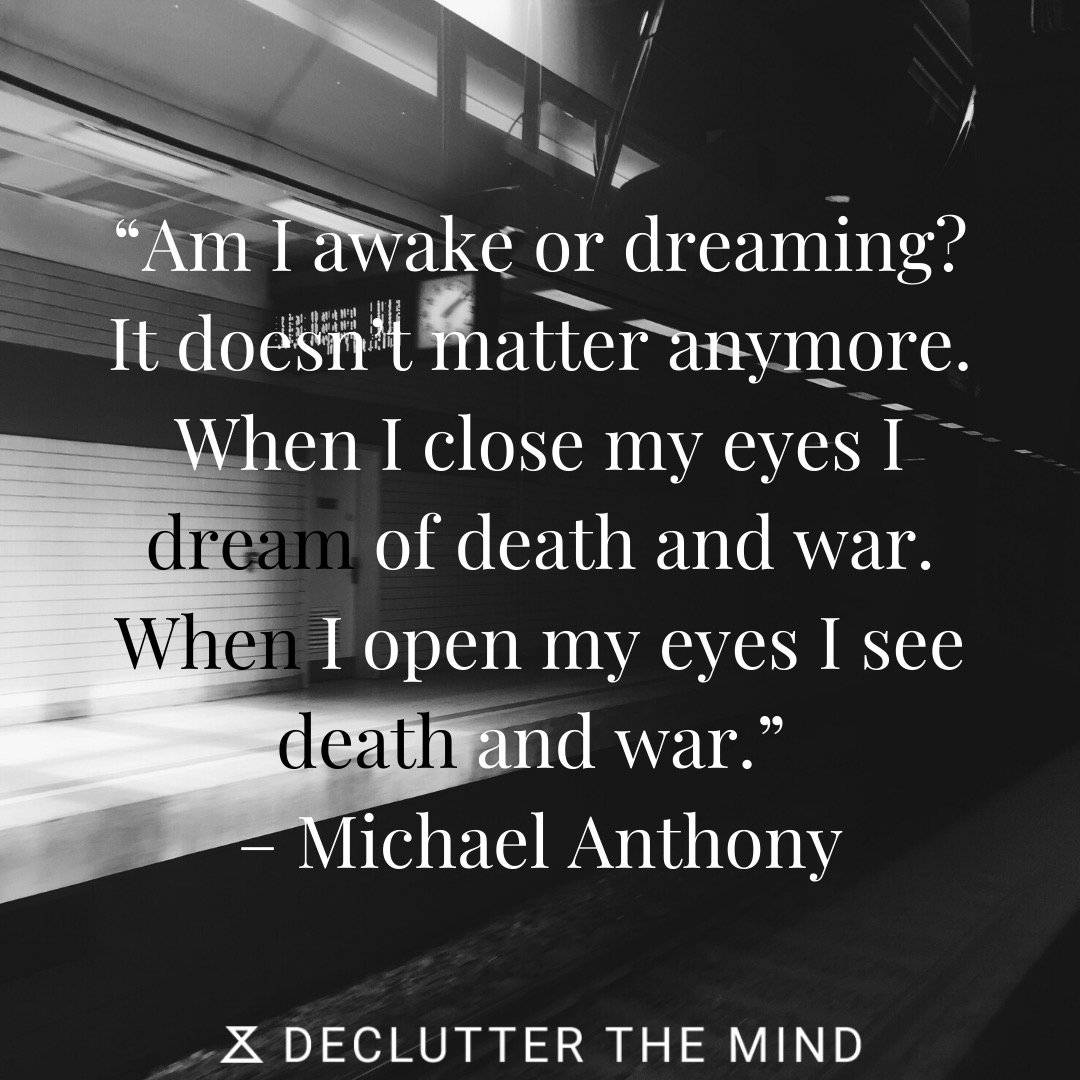 “Am I awake or dreaming?
It doesn’t matter anymore.
When I close my eyes I
dream of death and war.
When I open my eyes I see
death and war.”
– Michael Anthony
DECLUTTER THE MIND